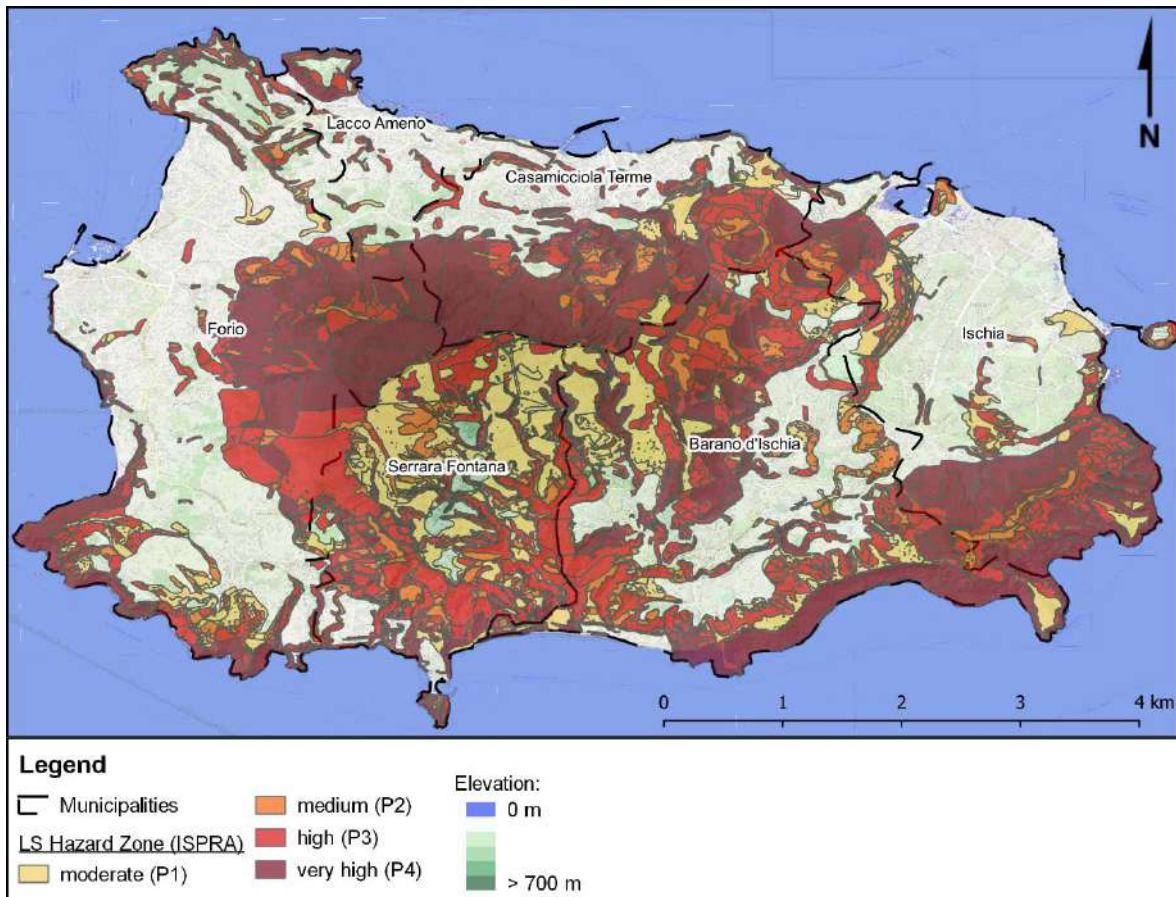 N
Lacco Ameno
Casamicciola Terme
Forio
Ischia
Barano d'Ischia
Serrara Fontana
0 1 2 3 4 km
Legend
Municipalities
LS Hazard Zone (ISPRA)
moderate (P1)
medium (P2)
high (P3)
very high (P4)
Elevation:
0 m
> 700 m